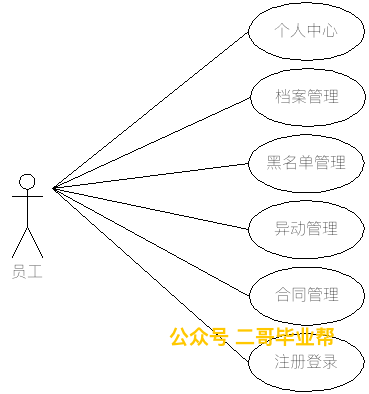 个人中心
档案管理
黑名单管理
异动管理
员工
合同管理
公众号 二哥毕业帮
注册登录